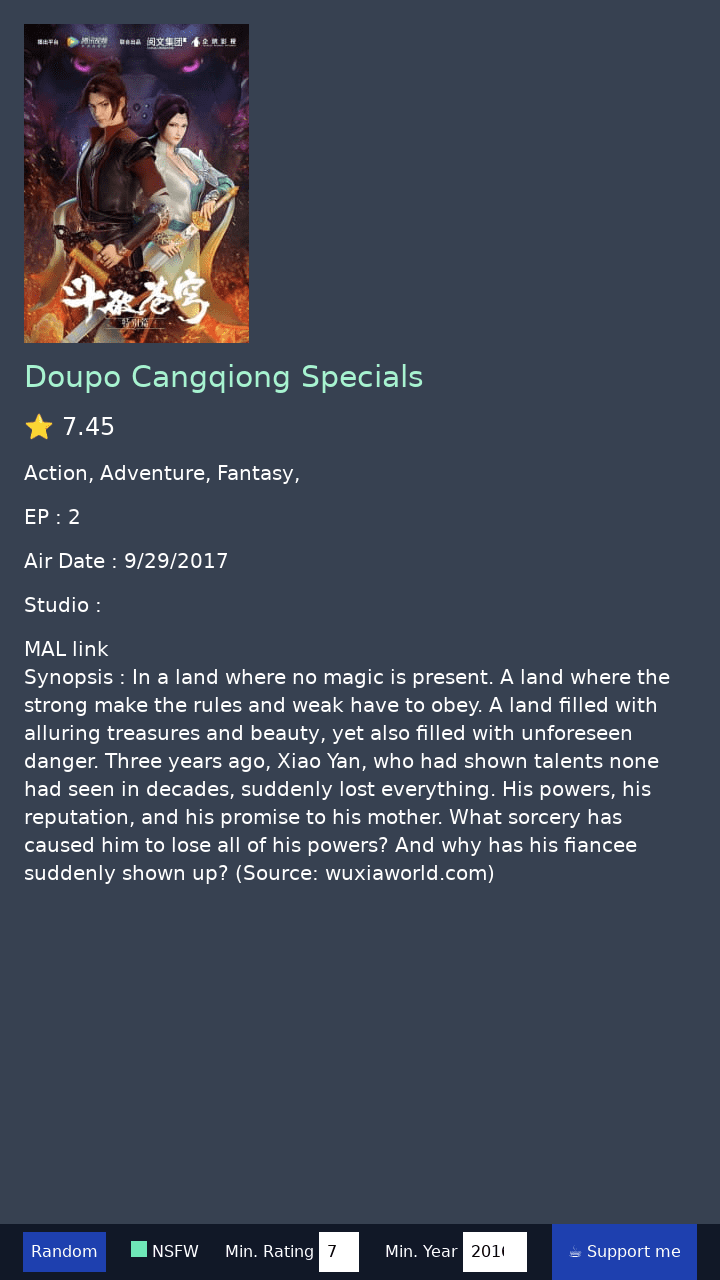 播出平台 腾讯视频 联合出品 阅文集团 企鹅影视
斗破苍穹
特别篇
Doupo Cangqiong Specials
⭐ 7.45
Action, Adventure, Fantasy,
EP : 2
Air Date : 9/29/2017
Studio :
MAL link
Synopsis : In a land where no magic is present. A land where the
strong make the rules and weak have to obey. A land filled with
alluring treasures and beauty, yet also filled with unforeseen
danger. Three years ago, Xiao Yan, who had shown talents none
had seen in decades, suddenly lost everything. His powers, his
reputation, and his promise to his mother. What sorcery has
caused him to lose all of his powers? And why has his fiancee
suddenly shown up? (Source: wuxiaworld.com)
Random NSFW Min. Rating 7 Min. Year 2016 ☕ Support me